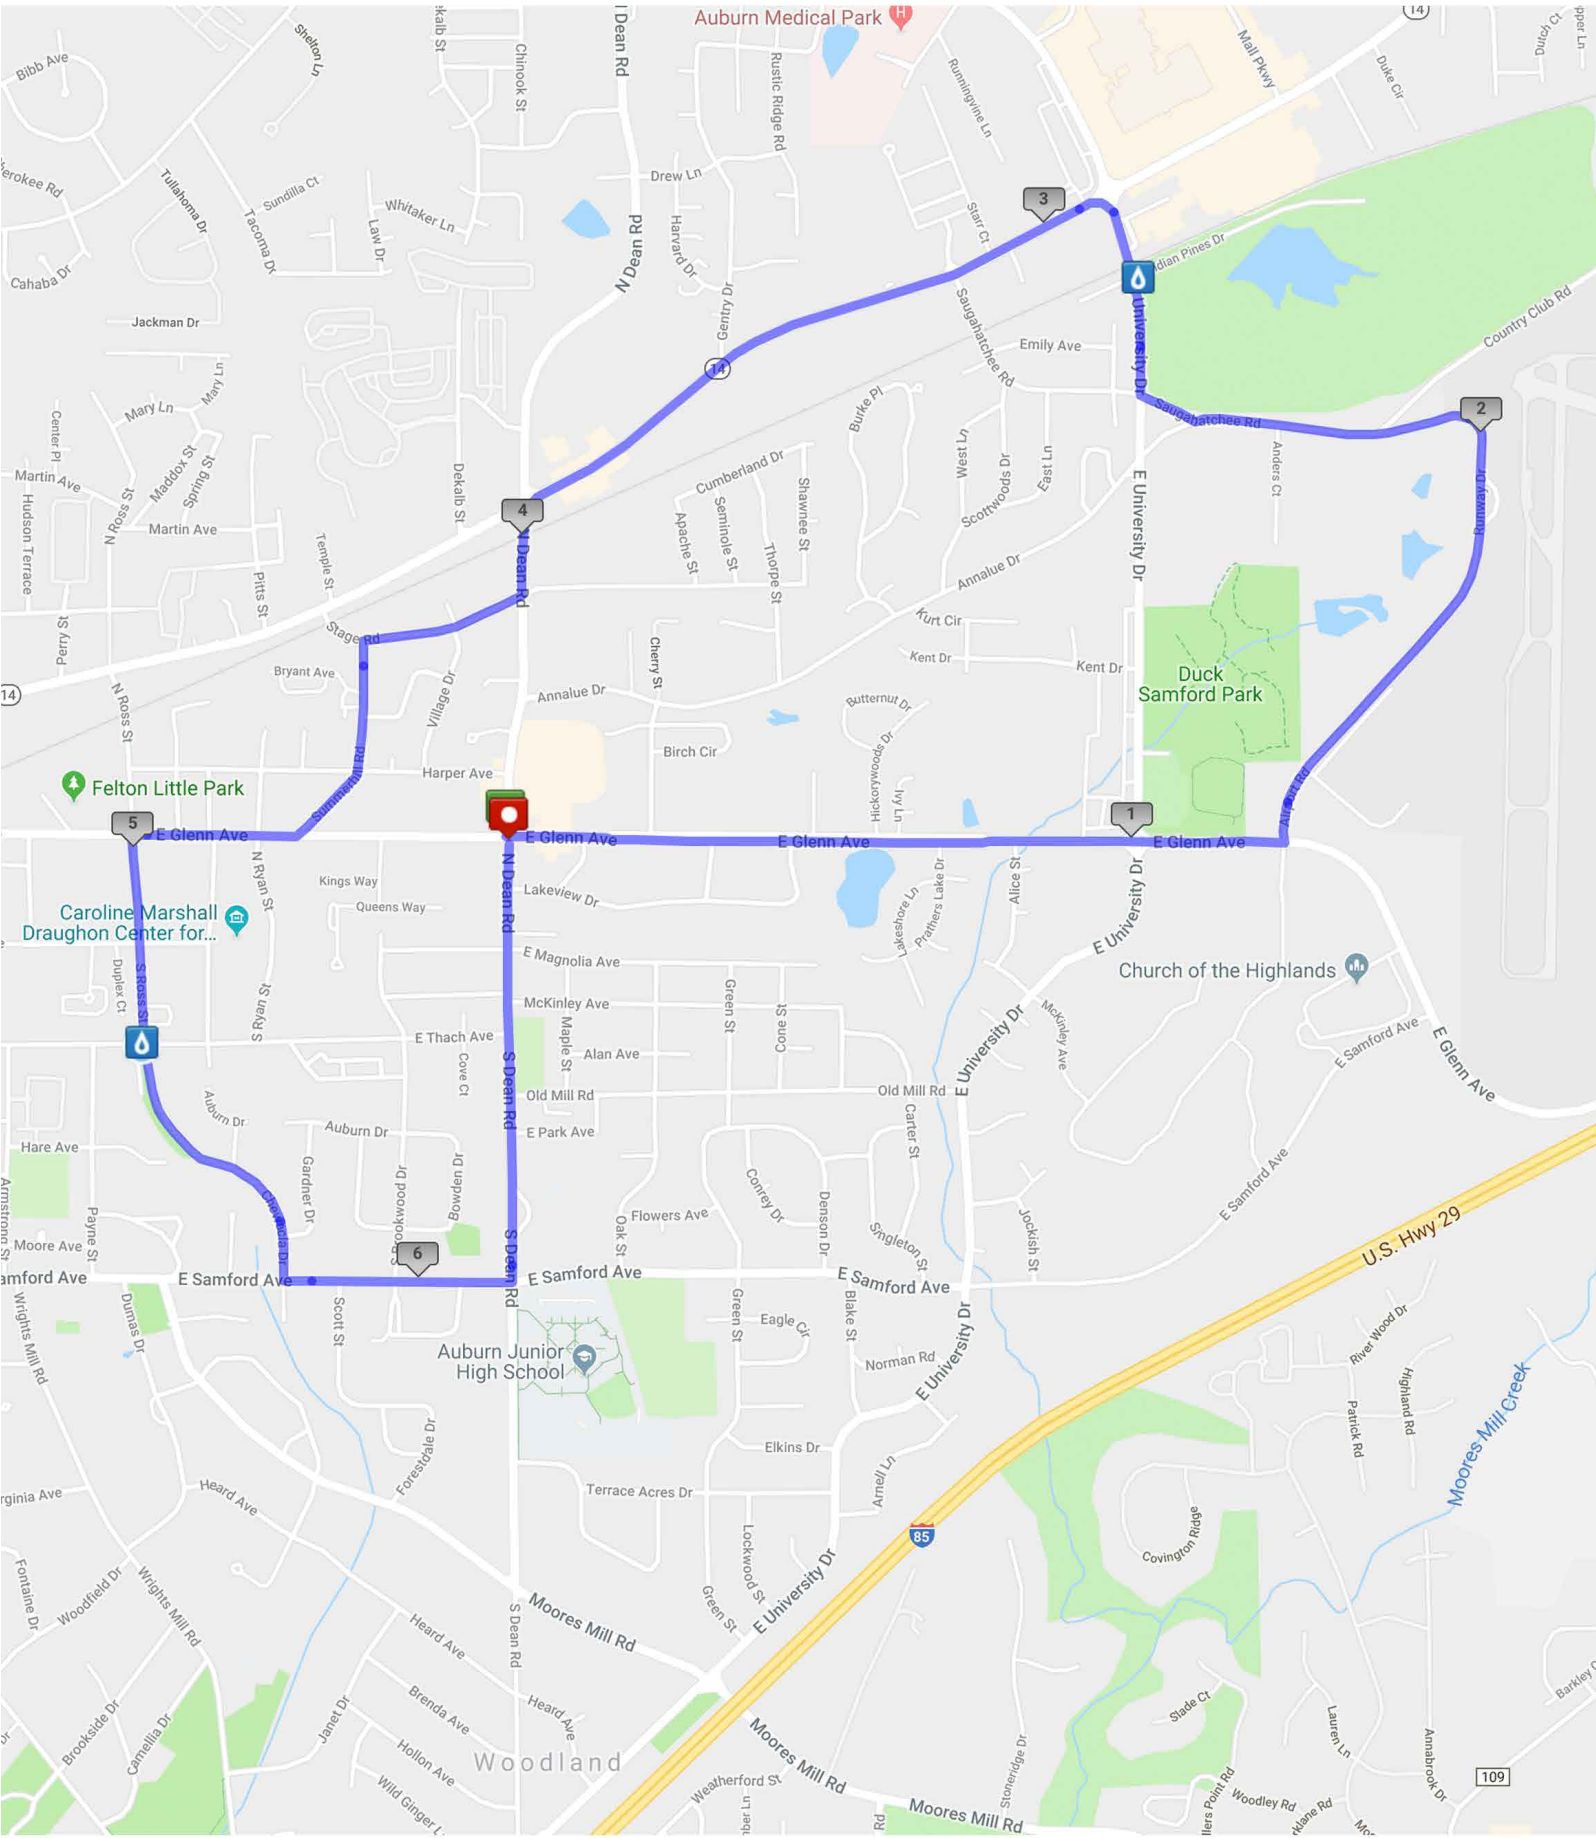 Auburn Medical Park
H
14
Dean Rd
Shelton Ln
Bibb Ave
Chinook St
Rustic Ridge Rd
Runningvine Ln
Mall Pkwy
Duke Cir
Dutch Ct
Drew Ln
Tullahoma Dr
Sundilla Ct
Tacoma Dr
Law Dr
Whitaker Ln
Harvard Dr
N Dean Rd
Starr Ct
3
Cahaba Dr
Gentry Dr
Country Club Rd
Jackman Dr
Saugahatchee Rd
Emily Ave
University Dr
14
Mary Ln
Mary Ln
Burke Pl
Saugahatchee Rd
2
Center Pl
Maddox St
Spring St
Martin Ave
N Ross St
Martin Ave
Hudson Terrace
Dekalb St
Cumberland Dr
Shawnee St
Seminole St
Apache St
Thorpe St
West Ln
Scottwoods Dr
East Ln
Anders Ct
Runway Dr
E University Dr
4
N Dean Rd
Annalue Dr
Temple St
Pitts St
Perry St
Stage Rd
Bryant Ave
Village Dr
Cherry St
Kurt Cir
Kent Dr
Kent Dr
Duck
Samford Park
14
N Ross St
Annalue Dr
Butternut Dr
Hickorywoods Dr
Birch Cir
Ivy Ln
Harper Ave
Summerhill Rd
Airport Rd
Felton Little Park
5
E Glenn Ave
E Glenn Ave
E Glenn Ave
1
E Glenn Ave
N Ryan St
Kings Way
Queens Way
N Dean Rd
Lakeview Dr
Lakeshore Ln
Prathers Lake Dr
Alice St
E University Dr
Caroline Marshall
Draughon Center for...
E Magnolia Ave
Church of the Highlands
Duplex Ct
S Ross St
S Ryan St
McKinley Ave
Green St
Cone St
McKinley Ave
E University Dr
E Samford Ave
E Glenn Ave
E Thach Ave
Cove Ct
Maple St
Alan Ave
S Dean Rd
Old Mill Rd
Old Mill Rd
E Park Ave
Carter St
Auburn Dr
Auburn Dr
Hare Ave
Gardner Dr
Bowden Dr
Conrey Dr
Denson Dr
Singleton St
Jockish St
E Samford Ave
U.S. Hwy 29
Payne St
Moore Ave
Chewacla Dr
6
Flowers Ave
Oak St
S Dean Rd
E Samford Ave
E Samford Ave
E Samford Ave
Wrights Mill Rd
Dumas Dr
Scott St
Green St
Eagle Cir
Blake St
Norman Rd
E University Dr
Auburn Junior
High School
River Wood Dr
Highland Rd
Patrick Rd
Moores Mill Creek
Forestdale Dr
Elkins Dr
Arnell Ln
Heard Ave
Terrace Acres Dr
85
Covington Ridge
Lockwood St
Green St
E University Dr
Fontaine Dr
Woodfield Dr
Wrights Mill Rd
Heard Ave
S Dean Rd
Moores Mill Rd
Brookside Dr
Camellia Dr
Janet Dr
Brenda Ave
Heard Ave
Hollon Ave
Woodland
Moores Mill Rd
Stoneridge Dr
Slade Ct
Lauren Ln
Annabrook Dr
109
Weatherford St
Moores Mill Rd
Woodley Rd
Rd